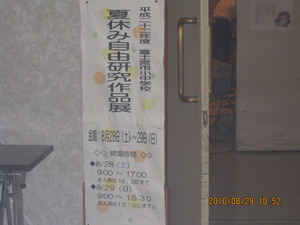 平成二十二年度 富士宮市小中学校
夏休み自由研究作品展
会期：8月28日（土）～29日（日）
◇◇ 開場時間 ◇◇
◆8/28（土）
9:00 ～ 17:00
◆8/29（日）
9:00 ～ 15:30
2010/08/29 10:52